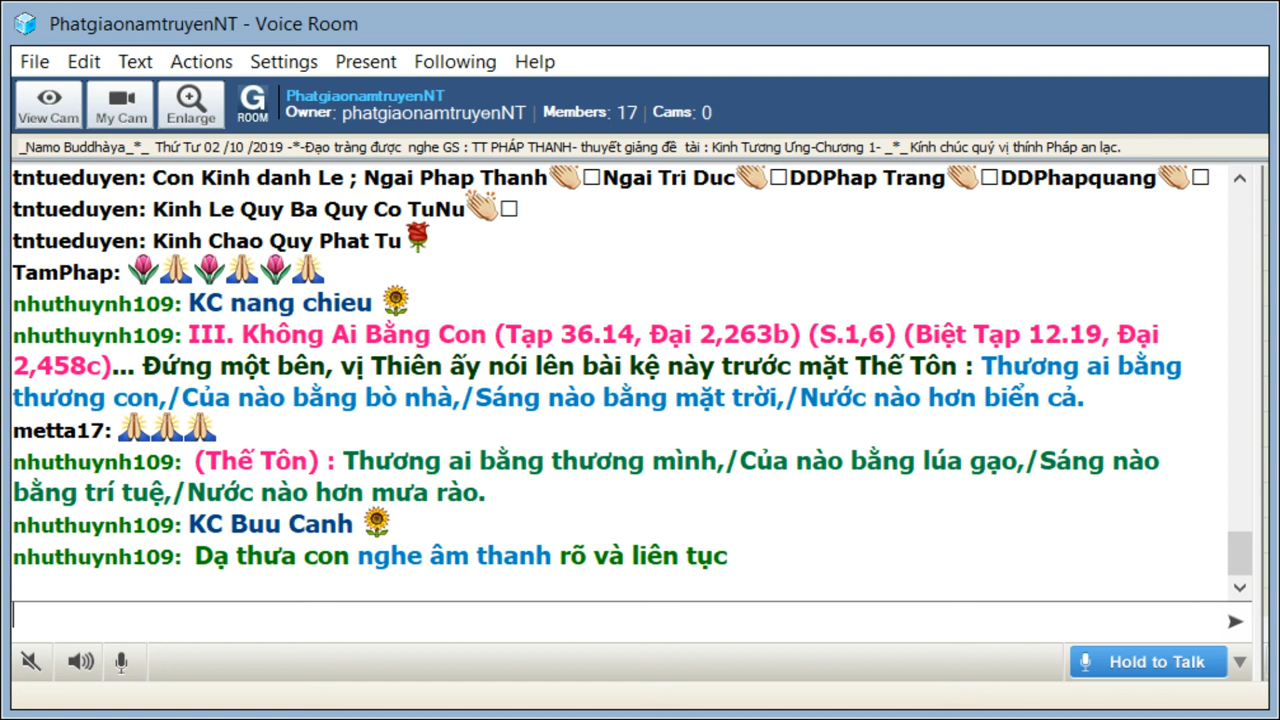 PhatgiaonamtruyenNT - Voice Room
File Edit Text Actions Settings Present Following Help
View Cam My Cam Enlarge G ROOM PhatgiaonamtruyenNT
Owner: phatgiaonamtruyenNT | Members: 17 | Cams: 0
_Namo Buddhàya_*_ Thứ Tư 02 /10 /2019 -*-Đạo tràng được nghe GS : TT PHÁP THANH- thuyết giảng đề tài : Kinh Tương Ưng-Chương 1- _*_ Kính chúc quý vị thính Pháp an lạc.
tntueduyen: Con Kinh danh Le ; Ngai Phap Thanh👏🏻□Ngai Tri Duc👏🏻□DDPhap Trang👏🏻□DDPhapquang👏🏻□
tntueduyen: Kinh Le Quy Ba Quy Co TuNu👏🏻□
tntueduyen: Kinh Chao Quy Phat Tu🌹
TamPhap: 🌷🙏🏻🌷🙏🏻🌷🙏🏻
nhuthuynh109: KC nang chieu 🌻
nhuthuynh109: III. Không Ai Bằng Con (Tạp 36.14, Đại 2,263b) (S.1,6) (Biệt Tạp 12.19, Đại
2,458c)... Đứng một bên, vị Thiên ấy nói lên bài kệ này trước mặt Thế Tôn : Thương ai bằng
thương con,/Của nào bằng bò nhà,/Sáng nào bằng mặt trời,/Nước nào hơn biển cả.
metta17: 🙏🏻🙏🏻🙏🏻
nhuthuynh109: (Thế Tôn) : Thương ai bằng thương mình,/Của nào bằng lúa gạo,/Sáng nào
bằng trí tuệ,/Nước nào hơn mưa rào.
nhuthuynh109: KC Buu Canh 🌻
nhuthuynh109: Dạ thưa con nghe âm thanh rõ và liên tục
Hold to Talk